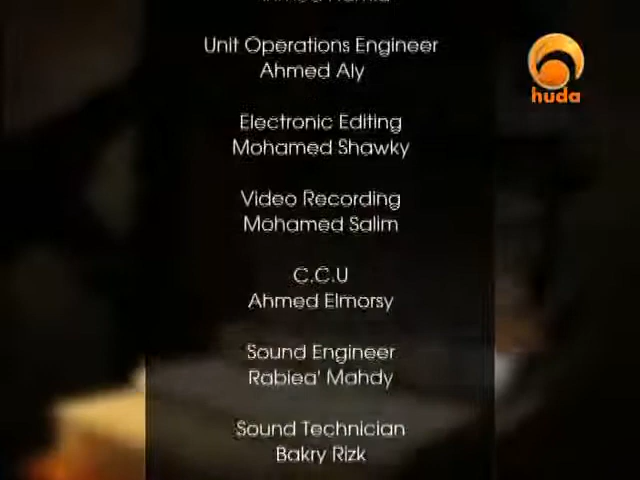 Unit Operations Engineer
Ahmed Aly
huda
Electronic Editing
Mohamed Shawky
Video Recording
Mohamed Salim
C.C.U
Ahmed Elmorsy
Sound Engineer
Rabiea' Mahdy
Sound Technician
Bakry Rizk